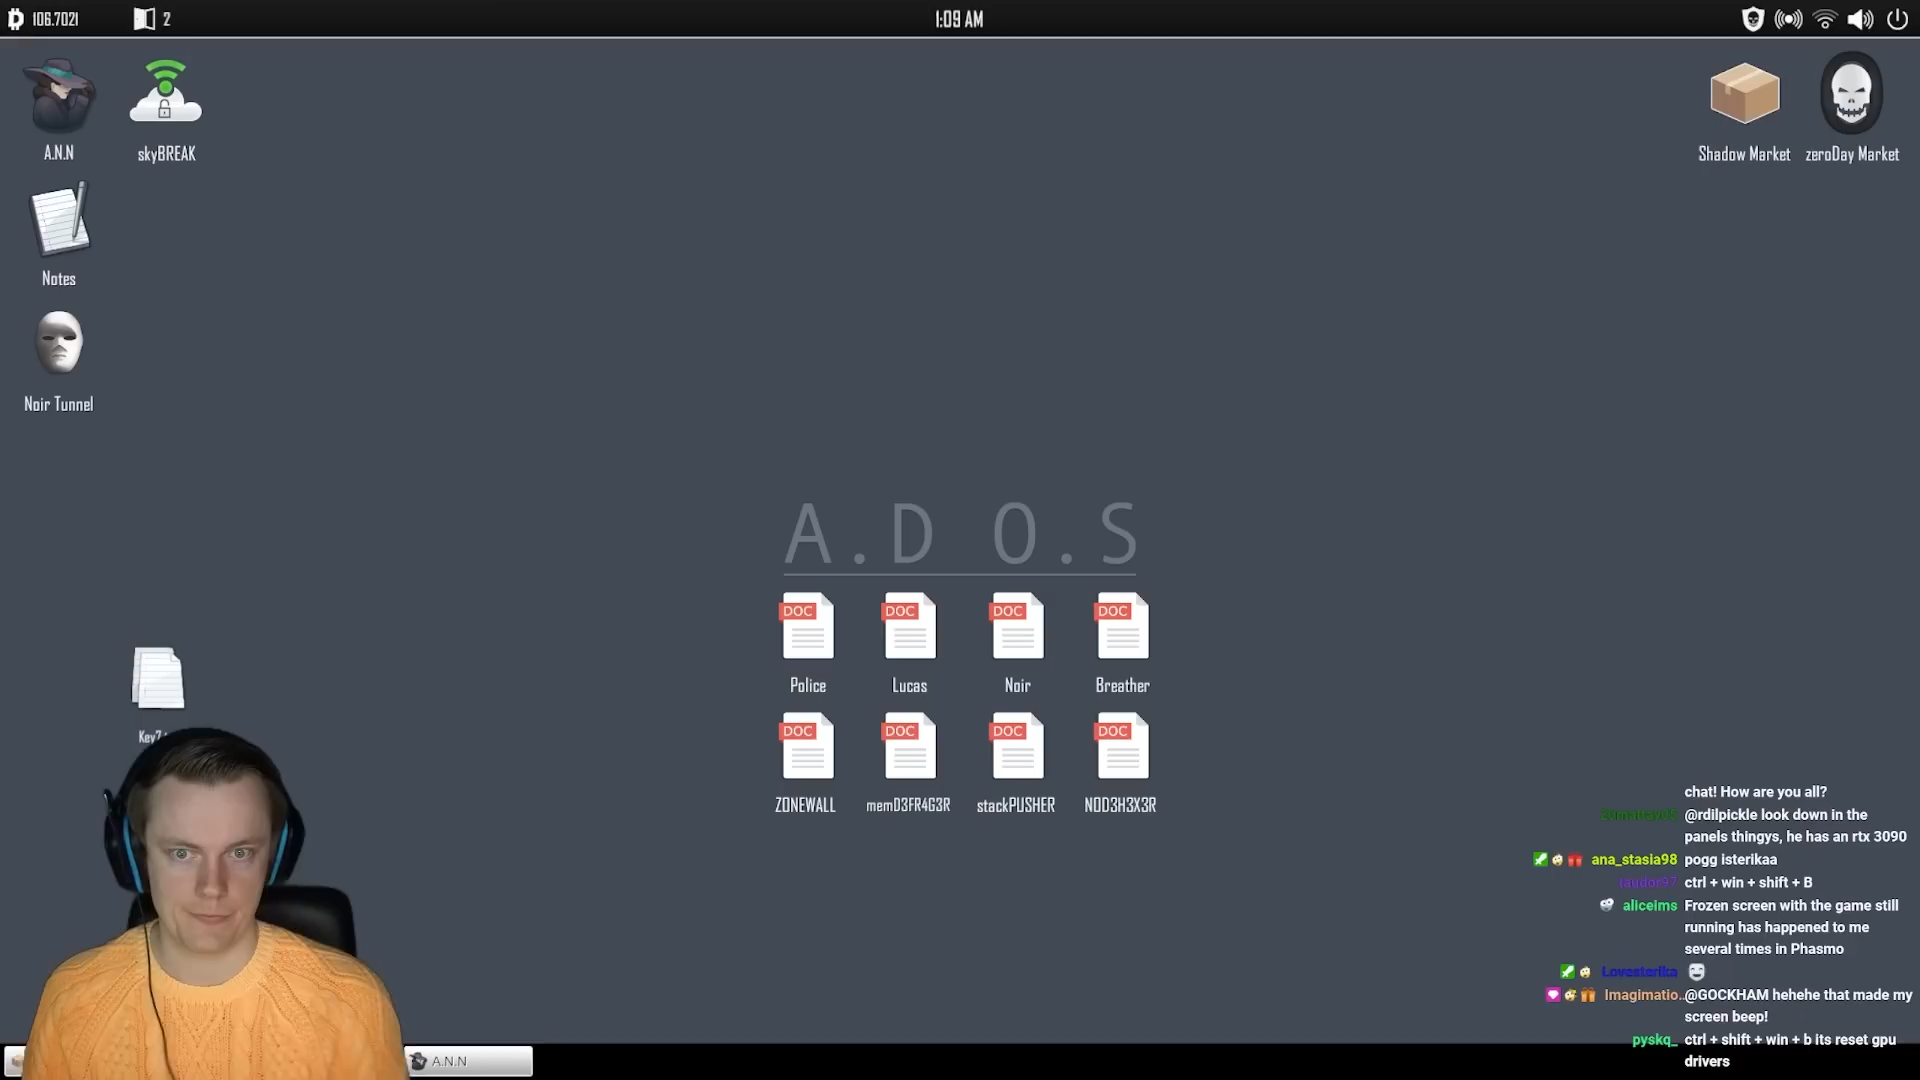 106.7021
2
1:09 AM
A.N.N
skyBREAK
Shadow Market
zeroDay Market
Notes
Noir Tunnel
A.D O.S
DOC
DOC
DOC
DOC
Police
Lucas
Noir
Breather
DOC
DOC
DOC
DOC
ZONEWALL
memD3FR4G3R
stackPUSHER
NOD3H3X3R
chat! How are you all?
@rdilpickle look down in the
panels thingys, he has an rtx 3090
ana_stasia98 pogg isterikaa
ctrl + win + shift + B
aliceims Frozen screen with the game still
running has happened to me
several times in Phasmo
Lovesterika
Imagimatio.. @GOCKHAM hehehe that made my
screen beep!
pyskq_ ctrl + shift + win + b its reset gpu
drivers
A.N.N